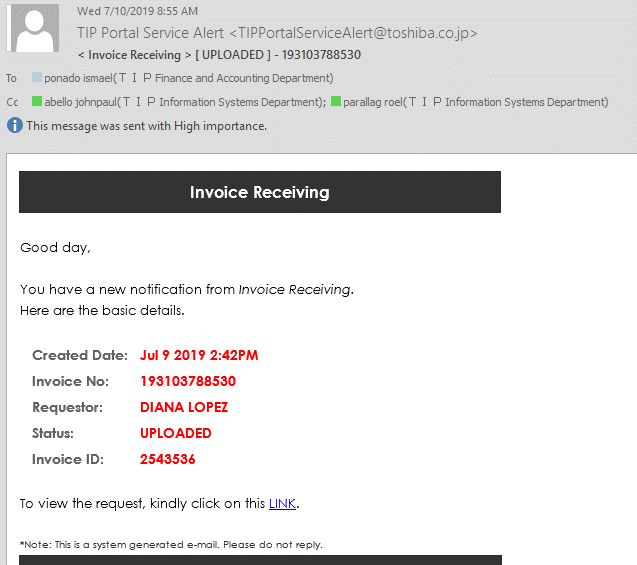 Wed 7/10/2019 8:55 AM
TIP Portal Service Alert <TIPPortalServiceAlert@toshiba.co.jp>
< Invoice Receiving > [ UPLOADED ] - 193103788530
To ponado ismael(ＴＩＰ Finance and Accounting Department)
Cc abello johnpaul(ＴＩＰ Information Systems Department); parallag roel(ＴＩＰ Information Systems Department)
This message was sent with High importance.
Invoice Receiving
Good day,
You have a new notification from Invoice Receiving.
Here are the basic details.
Created Date: Jul 9 2019 2:42PM
Invoice No: 193103788530
Requestor: DIANA LOPEZ
Status: UPLOADED
Invoice ID: 2543536
To view the request, kindly click on this LINK.
*Note: This is a system generated e-mail. Please do not reply.